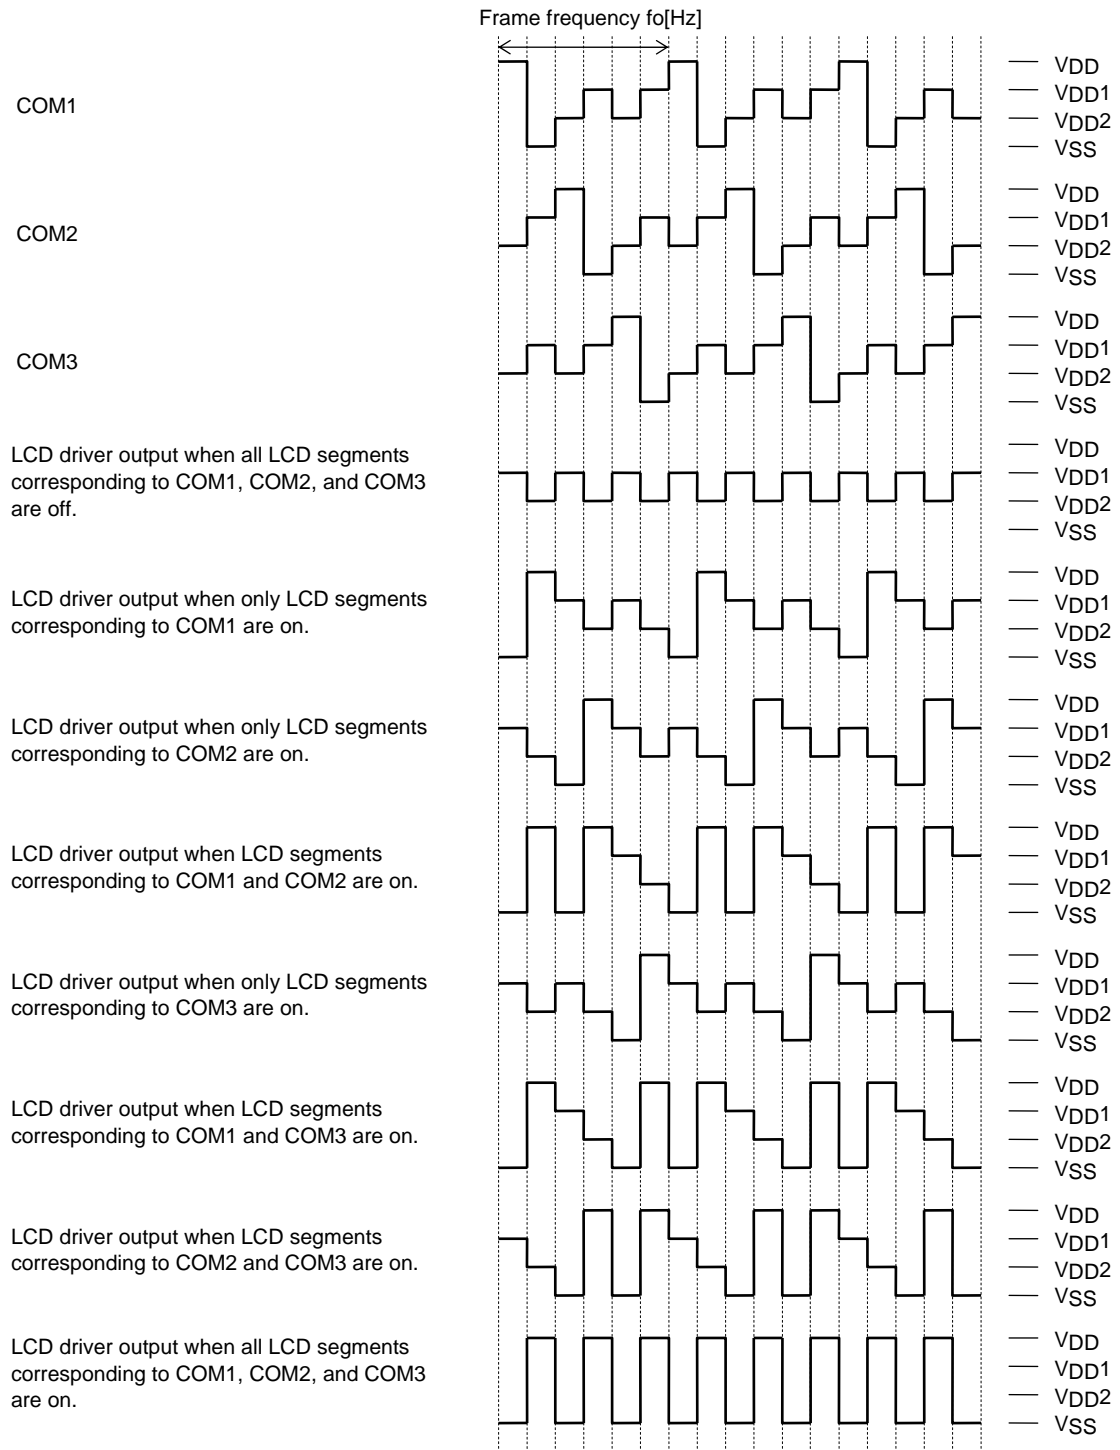 Frame frequency fo[Hz]
COM1
VDD
VDD1
VDD2
VSS
COM2
VDD
VDD1
VDD2
VSS
COM3
VDD
VDD1
VDD2
VSS
LCD driver output when all LCD segments
corresponding to COM1, COM2, and COM3
are off.
VDD
VDD1
VDD2
VSS
LCD driver output when only LCD segments
corresponding to COM1 are on.
VDD
VDD1
VDD2
VSS
LCD driver output when only LCD segments
corresponding to COM2 are on.
VDD
VDD1
VDD2
VSS
LCD driver output when LCD segments
corresponding to COM1 and COM2 are on.
VDD
VDD1
VDD2
VSS
LCD driver output when only LCD segments
corresponding to COM3 are on.
VDD
VDD1
VDD2
VSS
LCD driver output when LCD segments
corresponding to COM1 and COM3 are on.
VDD
VDD1
VDD2
VSS
LCD driver output when LCD segments
corresponding to COM2 and COM3 are on.
VDD
VDD1
VDD2
VSS
LCD driver output when all LCD segments
corresponding to COM1, COM2, and COM3
are on.
VDD
VDD1
VDD2
VSS